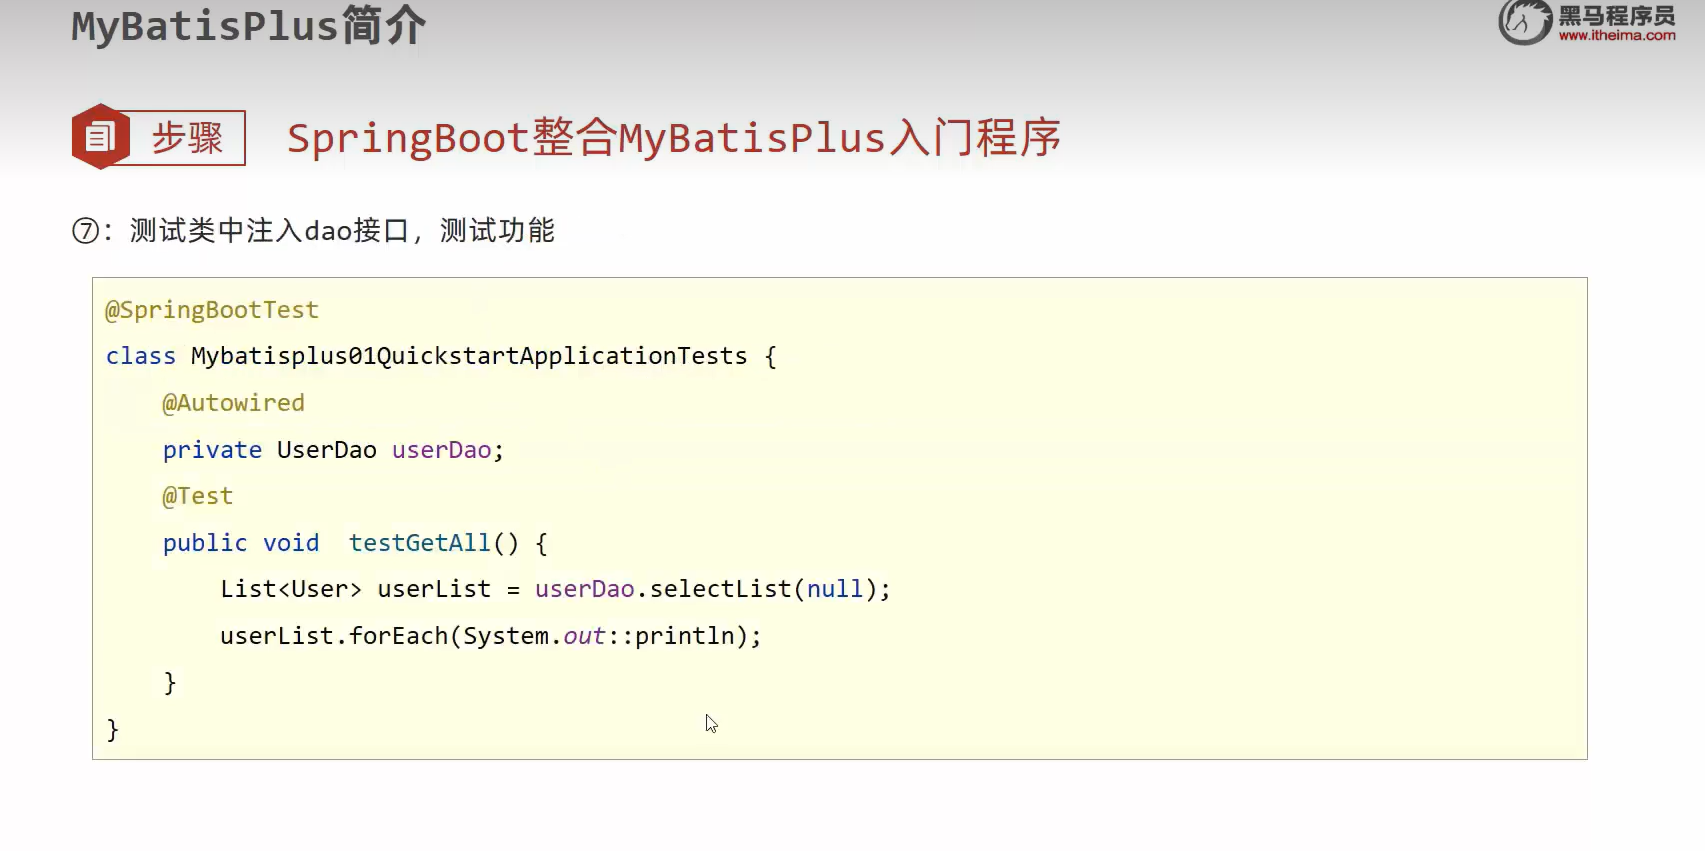 MyBatisPlus简介
黑马程序员
www.itheima.com
步骤
SpringBoot整合MyBatisPlus入门程序
⑦：测试类中注入dao接口，测试功能
@SpringBootTest
class Mybatisplus01QuickstartApplicationTests {
    @Autowired
    private UserDao userDao;
    @Test
    public void  testGetAll() {
        List<User> userList = userDao.selectList(null);
        userList.forEach(System.out::println);
    }
}